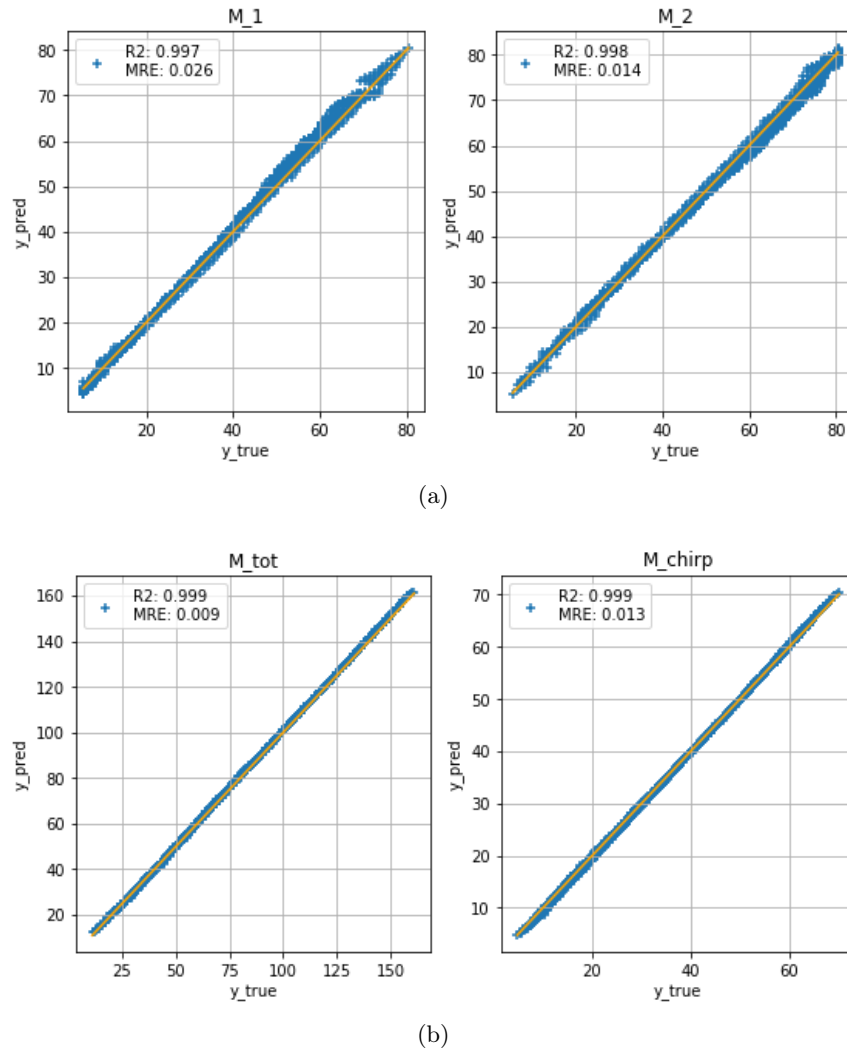 M_1
R2: 0.997
MRE: 0.026
80
70
60
50
40
30
20
10
y_pred
20
40
60
80
y_true
M_2
R2: 0.998
MRE: 0.014
80
70
60
50
40
30
20
10
y_pred
20
40
60
80
y_true
(a)
M_tot
R2: 0.999
MRE: 0.009
160
140
120
100
80
60
40
20
y_pred
25
50
75
100
125
150
y_true
M_chirp
R2: 0.999
MRE: 0.013
70
60
50
40
30
20
10
y_pred
20
40
60
y_true
(b)